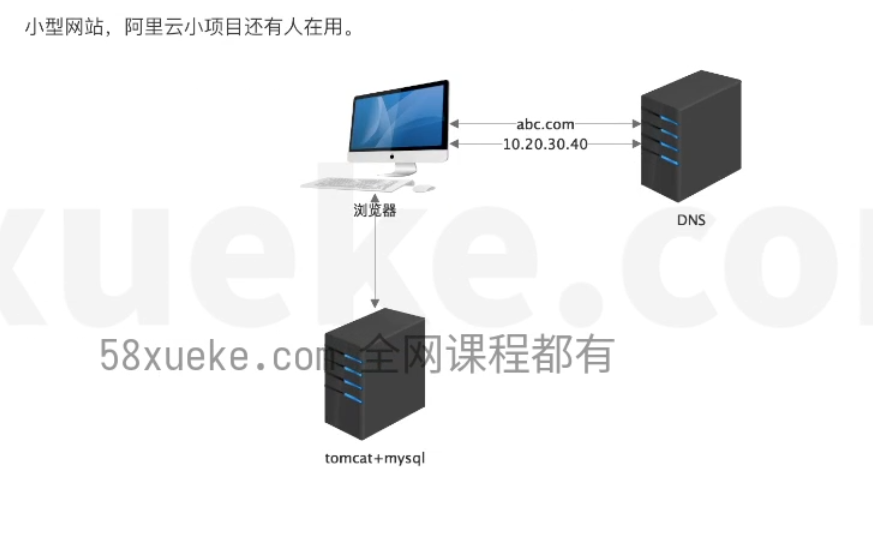 小型网站，阿里云小项目还有人在用。
abc.com
10.20.30.40
浏览器
DNS
xueke.com
58xueke.com 全网课程都有
tomcat+mysql